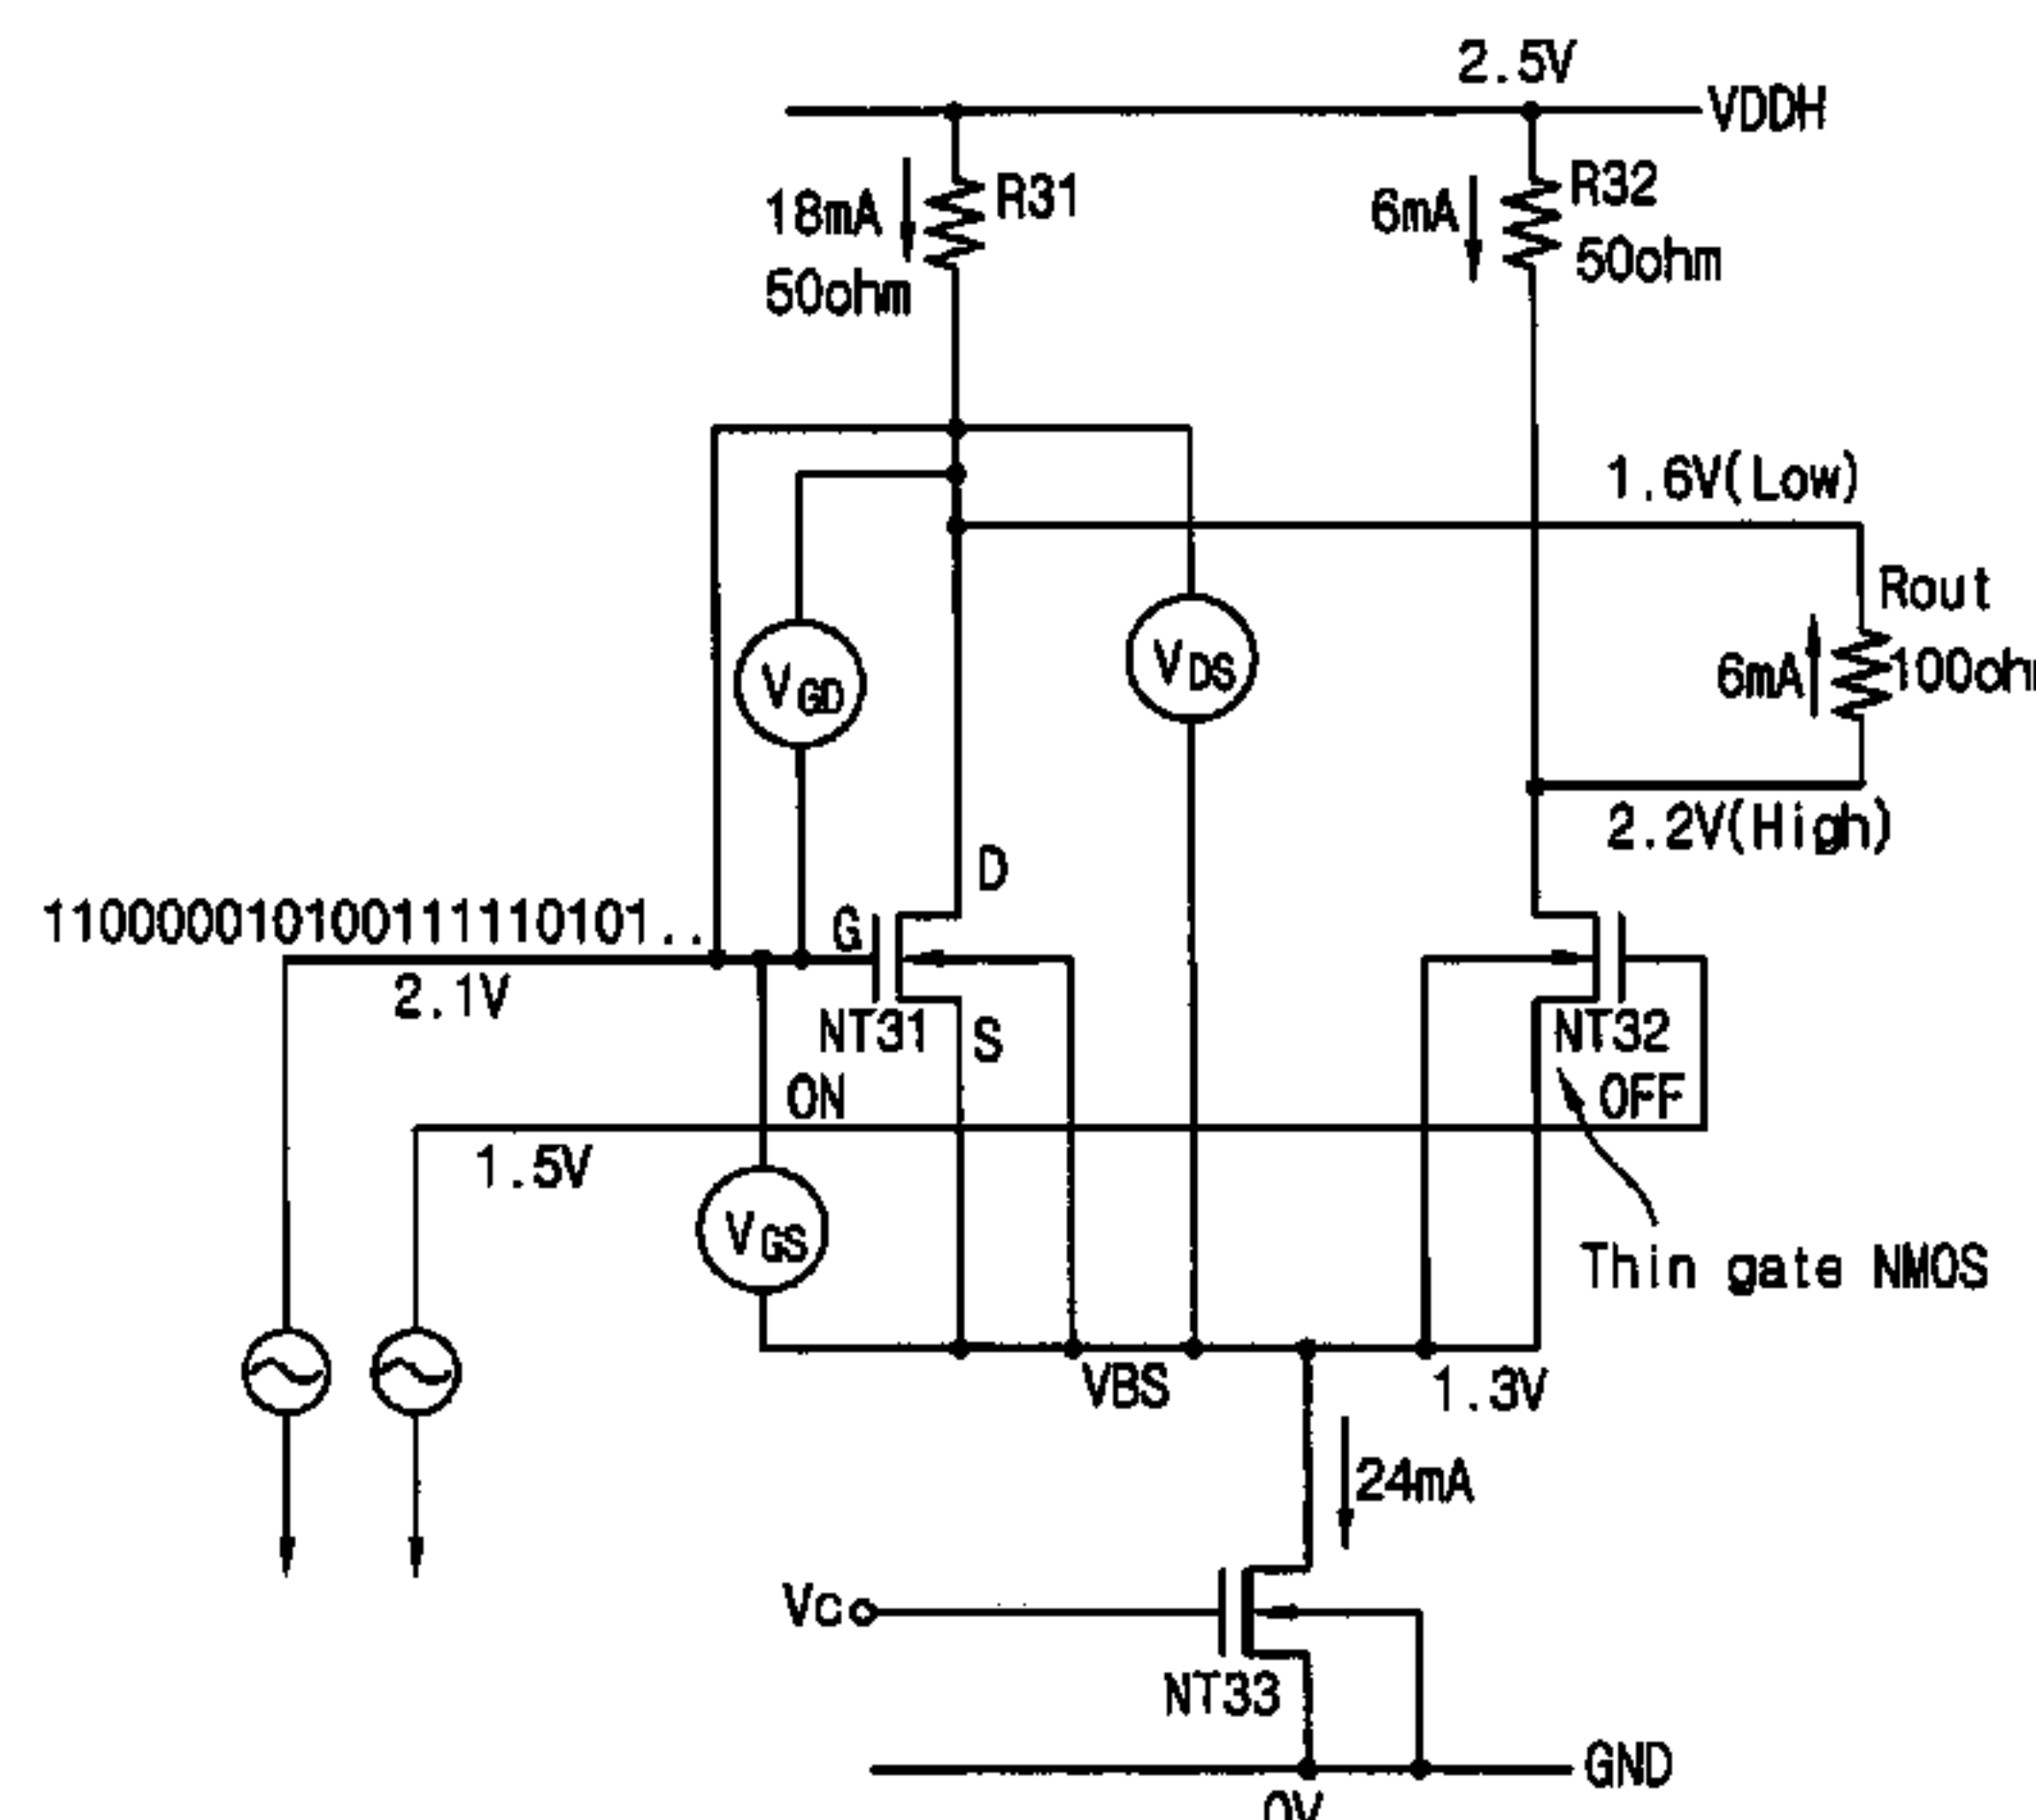 2.5V
VDDH
18mA
R31
50ohm
6mA
R32
50ohm
1.6V(Low)
Rout
6mA
VGD
VDS
2.2V(High)
D
110000010100111110101..
G
2.1V
NT31
S
NT32
ON
OFF
1.5V
VGS
Thin gate NMOS
VBS
1.3V
24mA
Vc
NT33
GND
0V